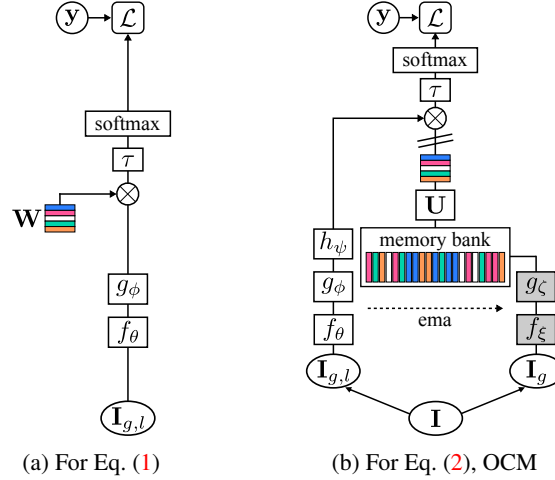 y
ℒ
softmax
τ
⊗
W
g_ϕ
f_θ
I_{g,l}
(a) For Eq. (1)
y
ℒ
softmax
τ
⊗
U
memory bank
h_ψ
g_ϕ
g_ζ
ema
f_θ
f_ξ
I_{g,l}
I_g
I
(b) For Eq. (2), OCM